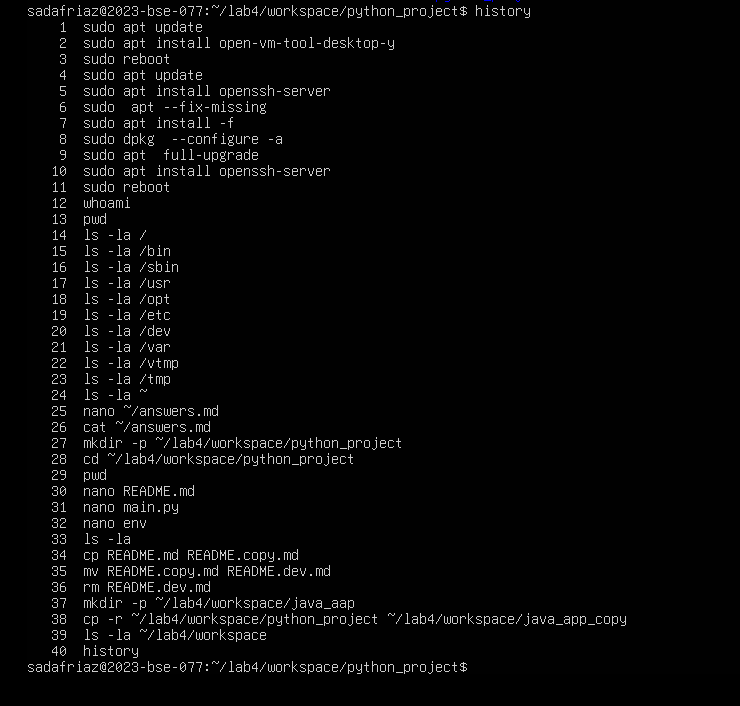 sadafriaz@2023-bse-077:~/lab4/workspace/python_project$ history
1 sudo apt update
2 sudo apt install open-vm-tool-desktop-y
3 sudo reboot
4 sudo apt update
5 sudo apt install openssh-server
6 sudo  apt --fix-missing
7 sudo apt install -f
8 sudo dpkg  --configure -a
9 sudo apt  full-upgrade
10 sudo apt install openssh-server
11 sudo reboot
12 whoami
13 pwd
14 ls -la /
15 ls -la /bin
16 ls -la /sbin
17 ls -la /usr
18 ls -la /opt
19 ls -la /etc
20 ls -la /dev
21 ls -la /var
22 ls -la /vtmp
23 ls -la /tmp
24 ls -la ~
25 nano ~/answers.md
26 cat ~/answers.md
27 mkdir -p ~/lab4/workspace/python_project
28 cd ~/lab4/workspace/python_project
29 pwd
30 nano README.md
31 nano main.py
32 nano env
33 ls -la
34 cp README.md README.copy.md
35 mv README.copy.md README.dev.md
36 rm README.dev.md
37 mkdir -p ~/lab4/workspace/java_aap
38 cp -r ~/lab4/workspace/python_project ~/lab4/workspace/java_app_copy
39 ls -la ~/lab4/workspace
40 history
sadafriaz@2023-bse-077:~/lab4/workspace/python_project$